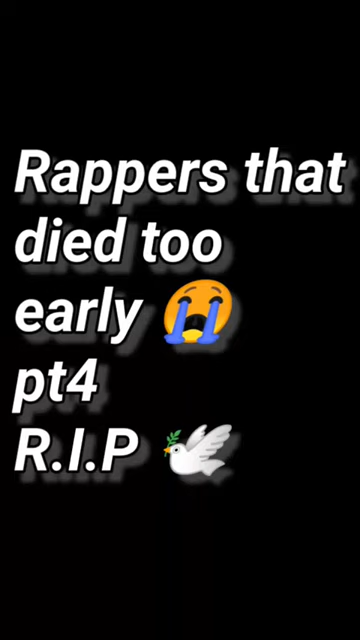 Rappers that
died too
early 😭
pt4
R.I.P 🕊️